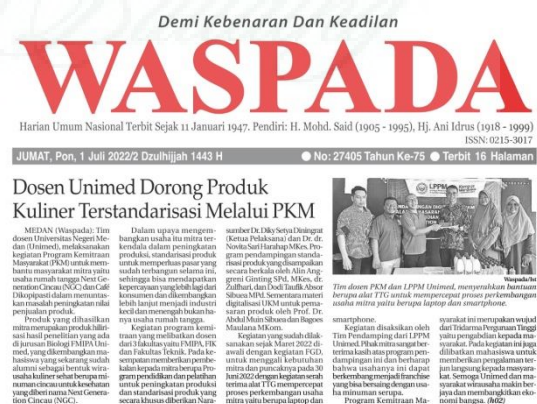 Demi Kebenaran Dan Keadilan
WASPADA
Harian Umum Nasional Terbit Sejak 11 Januari 1947. Pendiri: H. Mohd. Said (1905 - 1995), Hj. Ani Idrus (1918 - 1999)
ISSN: 0215-3017
JUMAT, Pon, 1 Juli 2022/2 Dzulhijjah 1443 H
No: 27405 Tahun Ke-75
Terbit 16 Halaman
Dosen Unimed Dorong Produk
Kuliner Terstandarisasi Melalui PKM
MEDAN (Waspada): Tim
dosen Universitas Negeri Me-
dan (Unimed), melaksanakan
kegiatan Program Kemitraan
Masyarakat (PKM) untuk mem-
bantu masyarakat mitra yaitu
usaha rumah tangga Next Ge-
neration Cincau (NGC) dan Café
Dikopipasti dalam menuntas-
kan masalah peningkatan nilai
penjualan produk.
Produk yang dihasilkan
mitra merupakan produk hiliri-
sasi hasil penelitian yang ada
di jurusan Biologi FMIPA Uni-
med, yang dikembangkan ma-
hasiswa yang sekarang sudah
alumni sebagai bentuk wira-
usaha kuliner sehat berupa mi-
numan cincau untuk kesehatan
yang diberi nama Next Genera-
tion Cincau (NGC).
Dalam upaya mengem-
bangkan usaha itu mitra ter-
kendala dalam peningkatan
produksi, standarisasi produk
untuk memperluas pasar yang
sudah terbangun selama ini,
sehingga bisa mendapatkan
kepercayaan yang lebih lagi dari
konsumen dan dikembangkan
lebih lanjut menjadi industri
kecil dan menengah bukan ha-
nya usaha rumah tangga.
Kegiatan program kemi-
traan yang melibatkan dosen
dari 3 fakultas yaitu FMIPA, FIK
dan Fakultas Teknik. Pada ke-
sempatan memberikan pembe-
kalan kepada mitra berupa Pro-
gram pendidikan dan pelatihan
untuk peningkatan produksi
dan standarisasi produk yang
secara khusus diberikan Nara-
sumber Dr. Diky Setya Diningrat
(Ketua Pelaksana) dan Dr. dr.
Novita Sari Harahap MKes. Pro-
gram pendampingan standari-
sasi produk yang disampaikan
secara berkala oleh Alin Ang-
greni Ginting SPd, MKes, dr.
Zulfhari, dan Dodi Taufik Absor
Sibuea MPd. Sementara materi
digitalisasi UKM untuk pema-
saran produk oleh Prof. Dr.
Abdul Muin Sibuea dan Bagoes
Maulana MKom.
Kegiatan yang sudah dilak-
sanakan sejak Maret 2022 di-
awali dengan kegiatan FGD,
untuk menggali kebutuhan
mitra dan puncaknya pada 30
Juni 2022 dengan kegiatan serah
terima alat TTG mempercepat
proses perkembangan usaha
mitra yaitu berupa laptop dan
LPPM
Waspada/Ist
Tim dosen PKM dan LPPM Unimed, menyerahkan bantuan
berupa alat TTG untuk mempercepat proses perkembangan
usaha mitra yaitu berupa laptop dan smartphone.
smartphone.
Kegiatan disaksikan oleh
Tim Pendamping dari LPPM
Unimed. Pihak mitra sangat ber-
terima kasih atas program pen-
dampingan ini dan berharap
bahwa usahanya ini dapat
berkembang menjadi franchise
yang bisa bersaing dengan usa-
ha minuman serupa.
Program Kemitraan Ma-
syarakat ini merupakan wujud
dari Tridarma Perguruan Tinggi
yaitu pengabdian kepada ma-
syarakat. Pada kegiatan ini juga
dilibatkan mahasiswa untuk
memberikan pengalaman ter-
jun langsung kepada masyara-
kat. Semoga Unimed dan ma-
syarakat winausaha makin ber-
jaya dan mengembangkan eko-
nomi bangsa. (h02)